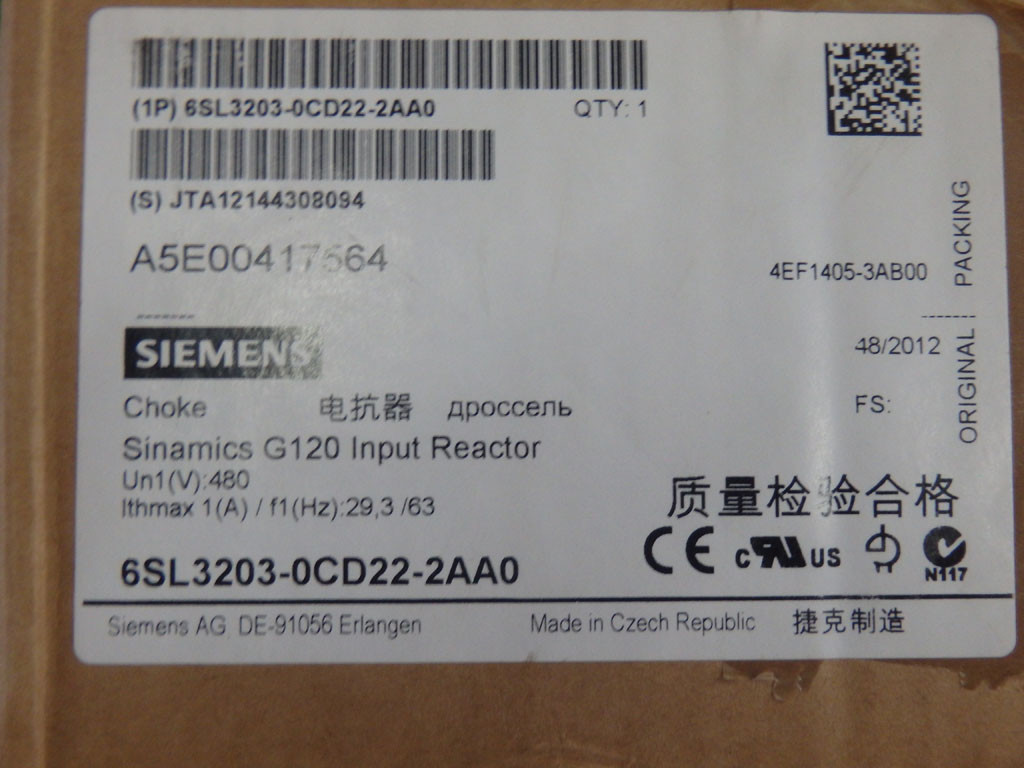 (1P) 6SL3203-0CD22-2AA0 QTY: 1
(S) JTA12144308094
A5E00417564
4EF1405-3AB00
ORIGINAL PACKING
SIEMENS
48/2012
Choke 电抗器 дроссель
FS:
Sinamics G120 Input Reactor
Un1(V):480
Ithmax 1(A) / f1(Hz):29,3 /63
质量检验合格
6SL3203-0CD22-2AA0
CE c RU US
N117
Siemens AG, DE-91056 Erlangen Made in Czech Republic 捷克制造